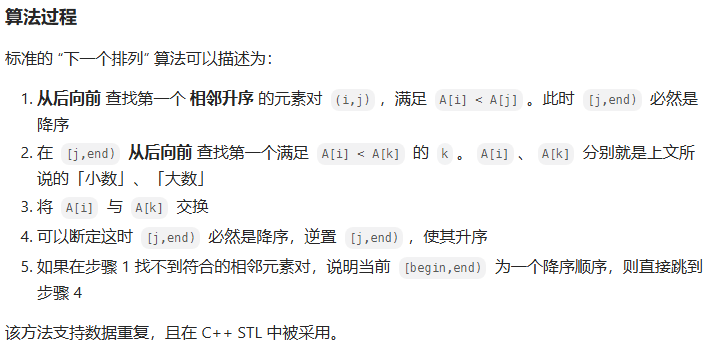 算法过程
标准的 “下一个排列” 算法可以描述为：
1. 从后向前 查找第一个 相邻升序 的元素对 (i,j) ，满足 A[i] < A[j] 。此时 [j,end) 必然是
降序
2. 在 [j,end) 从后向前 查找第一个满足 A[i] < A[k] 的 k 。 A[i] 、 A[k] 分别就是上文所
说的「小数」、「大数」
3. 将 A[i] 与 A[k] 交换
4. 可以断定这时 [j,end) 必然是降序，逆置 [j,end) ，使其升序
5. 如果在步骤 1 找不到符合的相邻元素对，说明当前 [begin,end) 为一个降序顺序，则直接跳到
步骤 4
该方法支持数据重复，且在 C++ STL 中被采用。